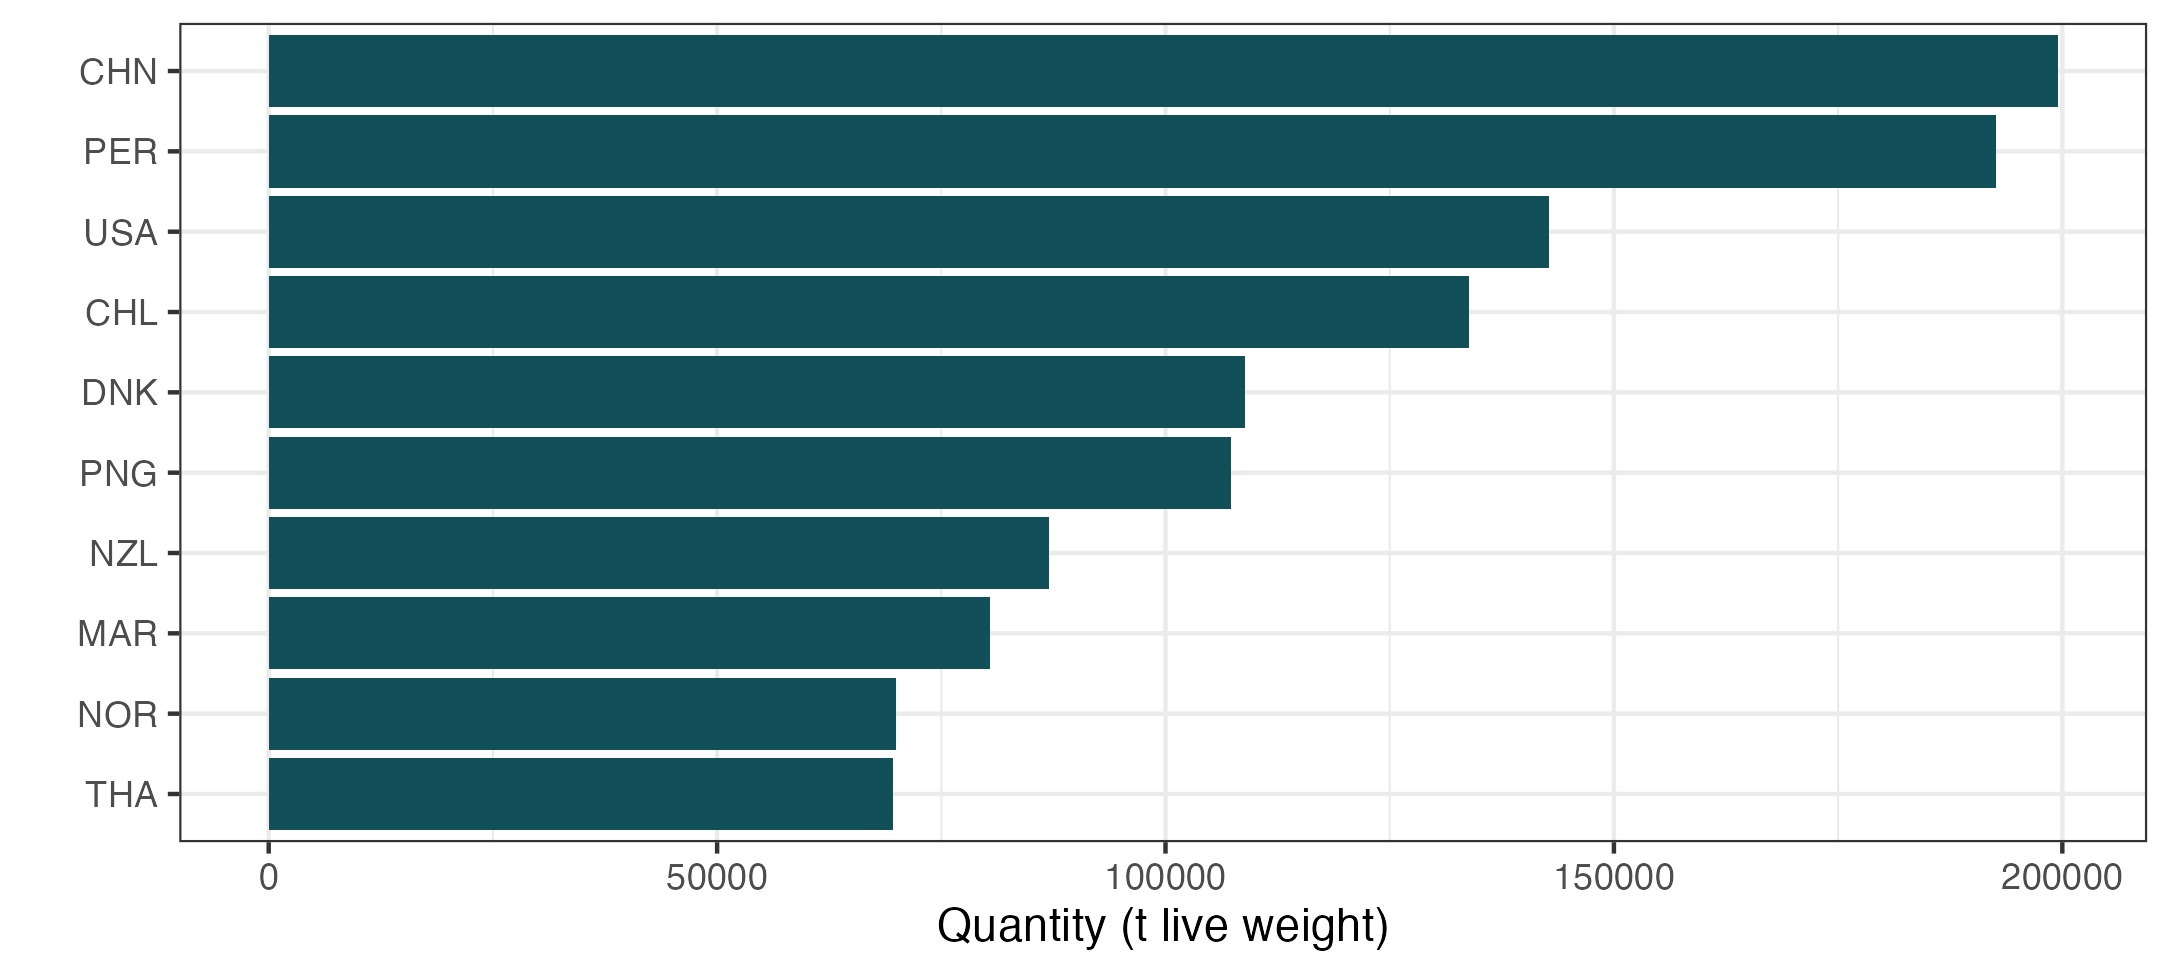 CHN
PER
USA
CHL
DNK
PNG
NZL
MAR
NOR
THA
0 50000 100000 150000 200000
Quantity (t live weight)